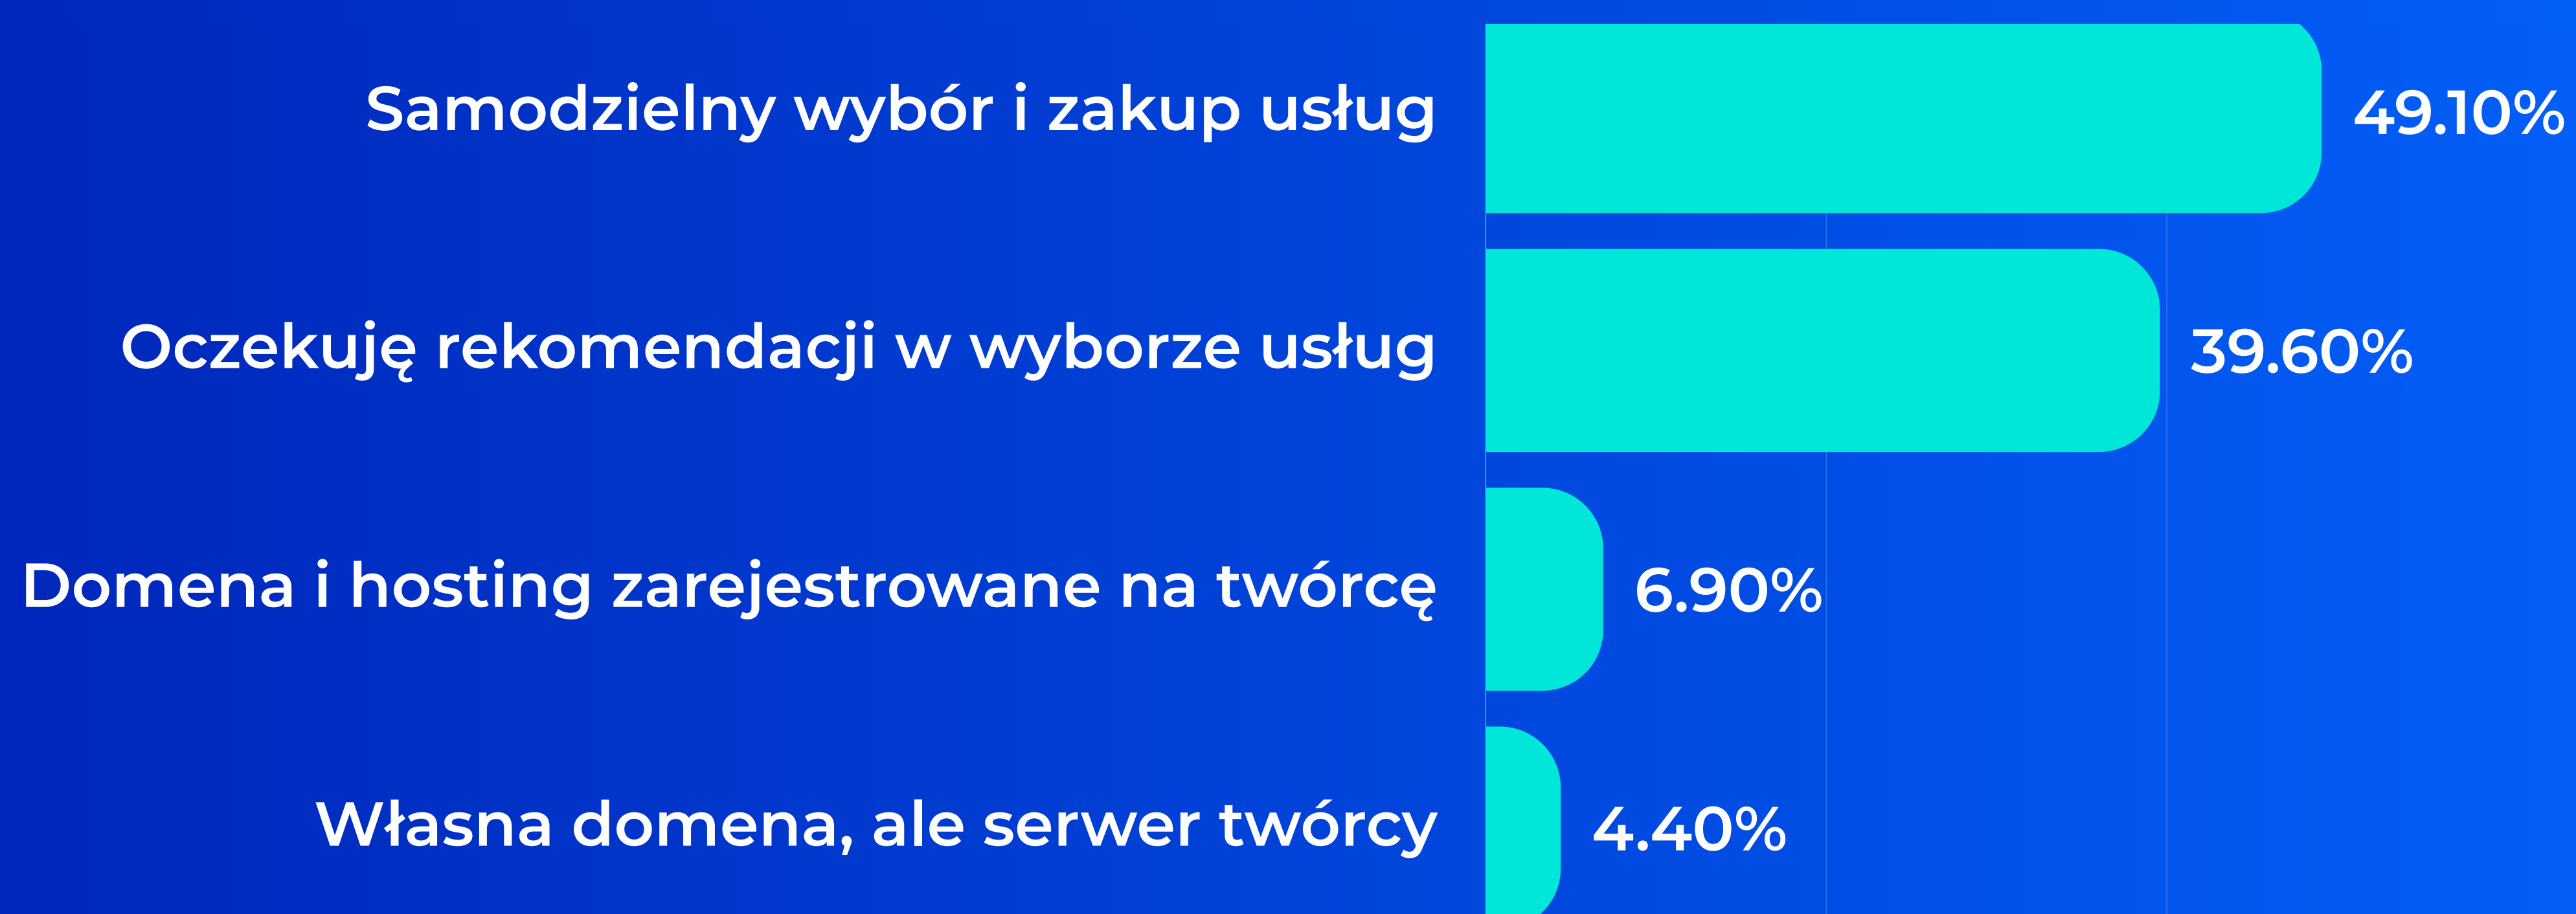 Samodzielny wybór i zakup usług 49.10%
Oczekuję rekomendacji w wyborze usług 39.60%
Domena i hosting zarejestrowane na twórcę 6.90%
Własna domena, ale serwer twórcy 4.40%